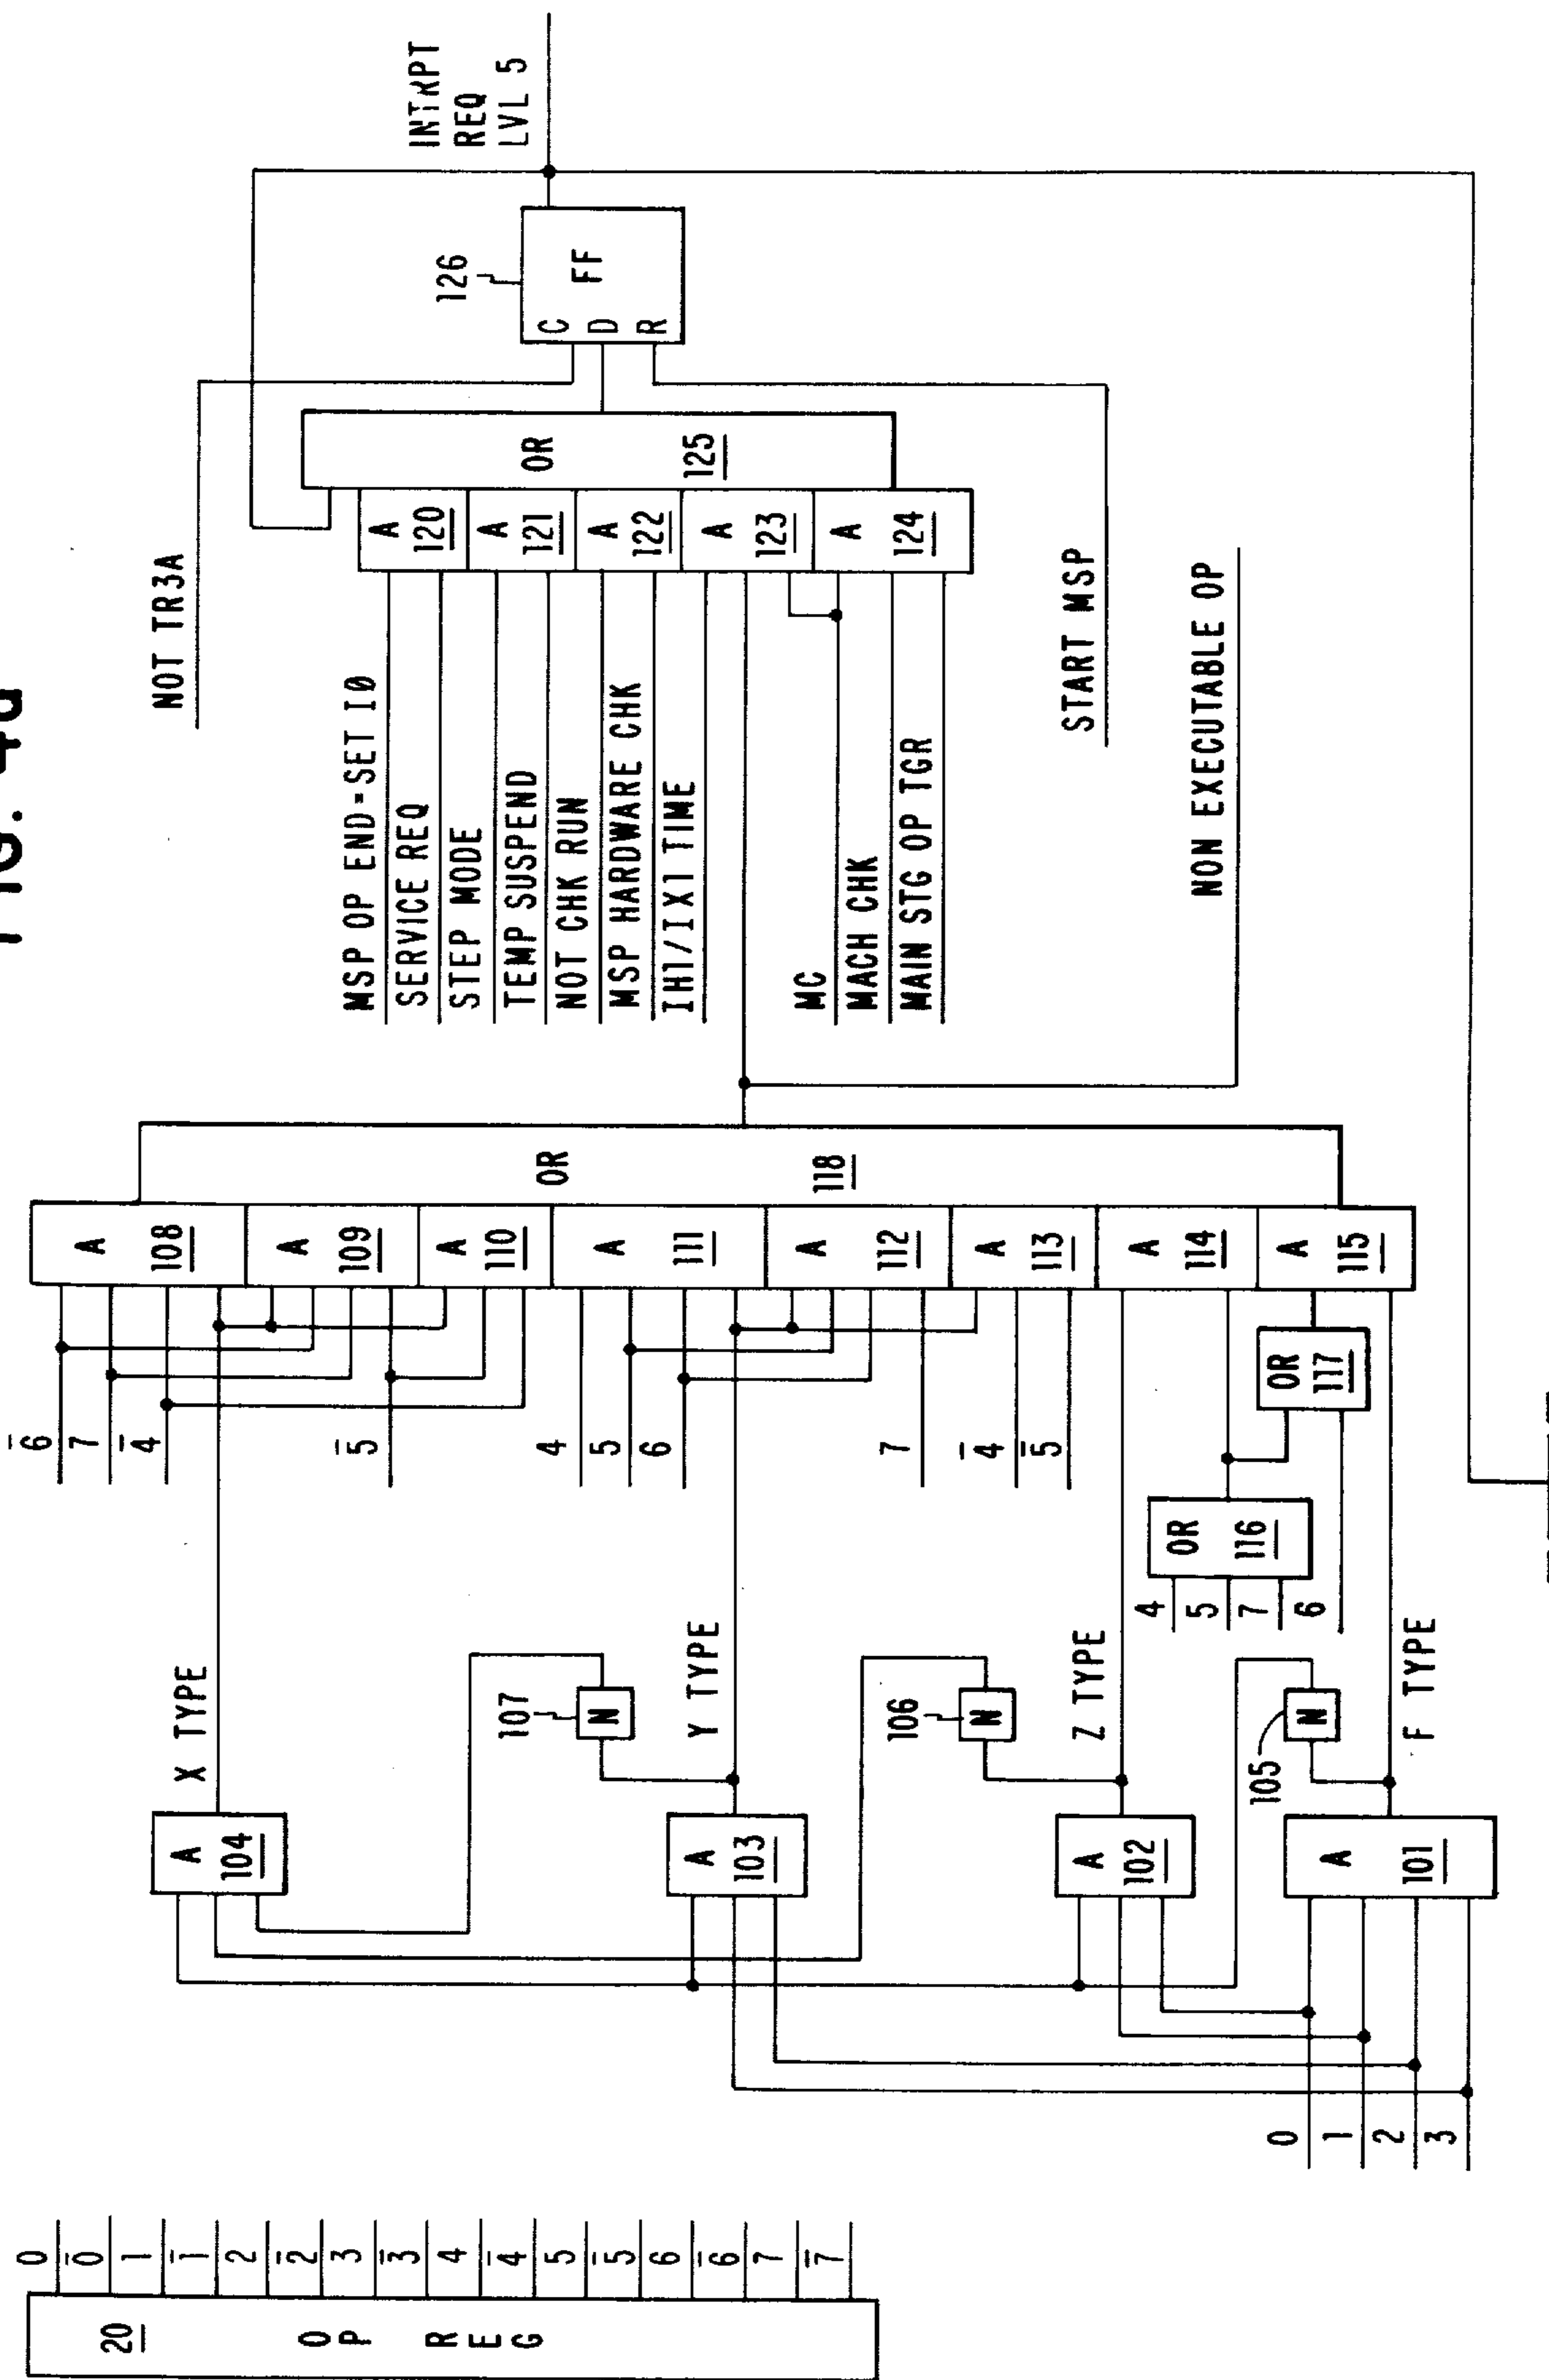 FIG. 4a
20
OP REG
0
0̅
1
1̅
2
2̅
3
3̅
4
4̅
5
5̅
6
6̅
7
7̅
0
1
2
3
A
104
A
103
A
102
A
101
X TYPE
107
N
Y TYPE
106
N
Z TYPE
105
N
F TYPE
6̅
7
4̅
5̅
4
5
6
7
4̅
5̅
4
5
7
6
OR
116
OR
117
A
108
A
109
A
110
A
111
A
112
A
113
A
114
A
115
OR
118
MSP OP END=SET I0
SERVICE REQ
STEP MODE
TEMP SUSPEND
NOT CHK RUN
MSP HARDWARE CHK
IH1/IX1 TIME
MC
MACH CHK
MAIN STG OP TGR
NON EXECUTABLE OP
START MSP
NOT TR3A
A
120
A
121
A
122
A
123
A
124
OR
125
C
D
R
FF
126
INTRPT
REQ
LVL 5